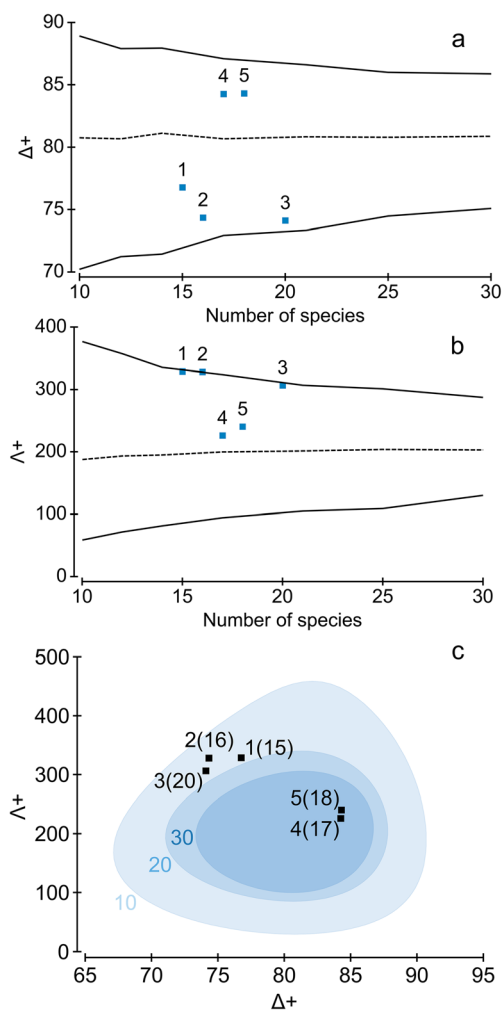 90
a
85
4 5
Δ+
80
1
2
3
75
70
10 15 20 25 30
Number of species
400
b
1 2
3
300
4
5
Λ+
200
100
0
10 15 20 25 30
Number of species
500
c
400
2(16)
1(15)
300
3(20)
Λ+
5(18)
200
4(17)
30
20
100
10
0
65 70 75 80 85 90 95
Δ+